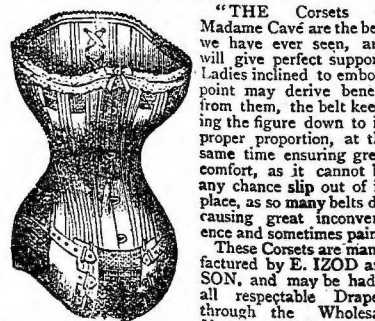 "THE Corsets
Madame Cavé are the be
we have ever seen, an
will give perfect suppor
Ladies inclined to embo
point may derive bene
from them, the belt kee
ing the figure down to i
proper proportion, at th
same time ensuring gre
comfort, as it cannot b
any chance slip out of i
place, as so many belts d
causing great inconven
ence and sometimes pain
These Corsets are man
factured by E. IZOD a
SON, and may be had
all respectable Drape
through the Wholesa